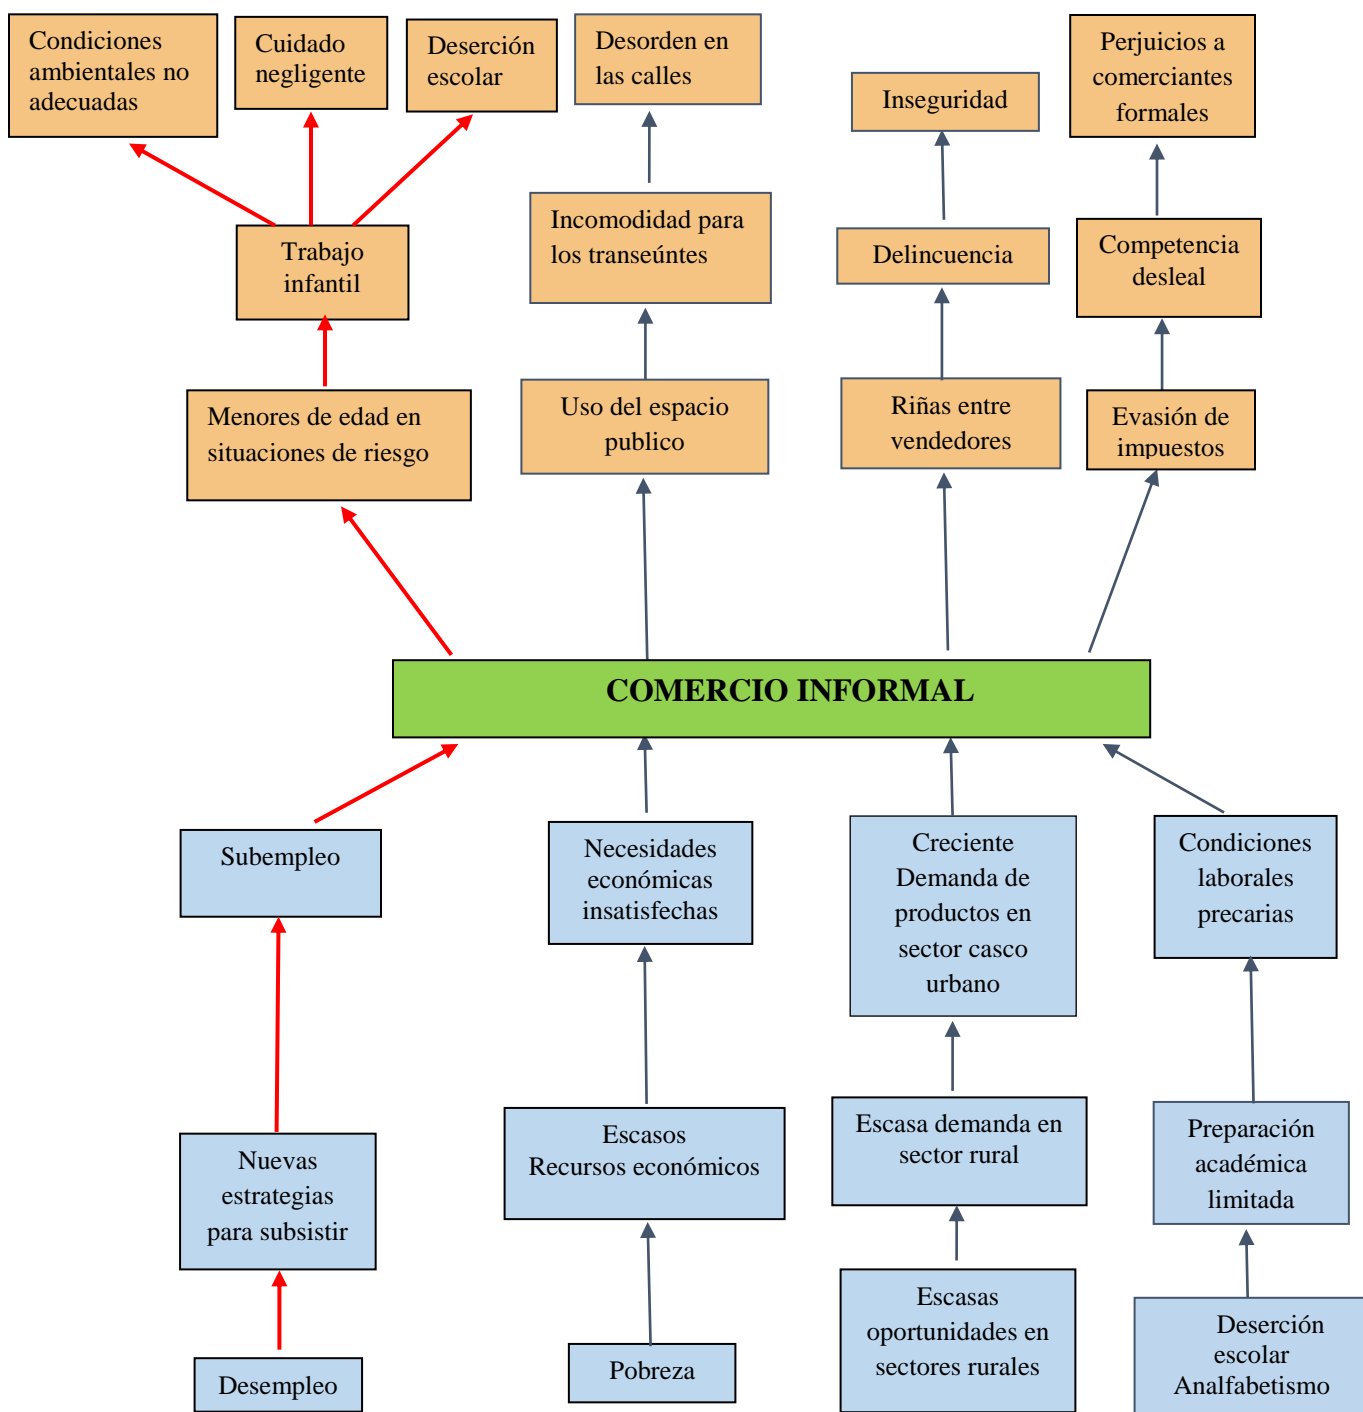 Condiciones
ambientales no
adecuadas
Cuidado
negligente
Deserción
escolar
Desorden en
las calles
Inseguridad
Perjuicios a
comerciantes
formales
Trabajo
infantil
Incomodidad para
los transeúntes
Delincuencia
Competencia
desleal
Menores de edad en
situaciones de riesgo
Uso del espacio
publico
Riñas entre
vendedores
Evasión de
impuestos
COMERCIO INFORMAL
Subempleo
Necesidades
económicas
insatisfechas
Creciente
Demanda de
productos en
sector casco
urbano
Condiciones
laborales
precarias
Nuevas
estrategias
para subsistir
Escasos
Recursos económicos
Escasa demanda en
sector rural
Preparación
académica
limitada
Desempleo
Pobreza
Escasas
oportunidades en
sectores rurales
Deserción
escolar
Analfabetismo